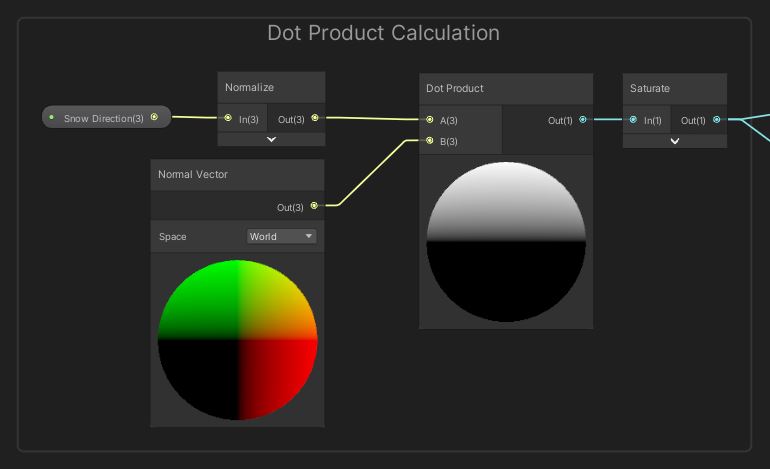 Dot Product Calculation
Snow Direction(3)
Normalize
In(3) Out(3)
Normal Vector
Out(3)
Space World
Dot Product
A(3) Out(1)
B(3)
Saturate
In(1) Out(1)